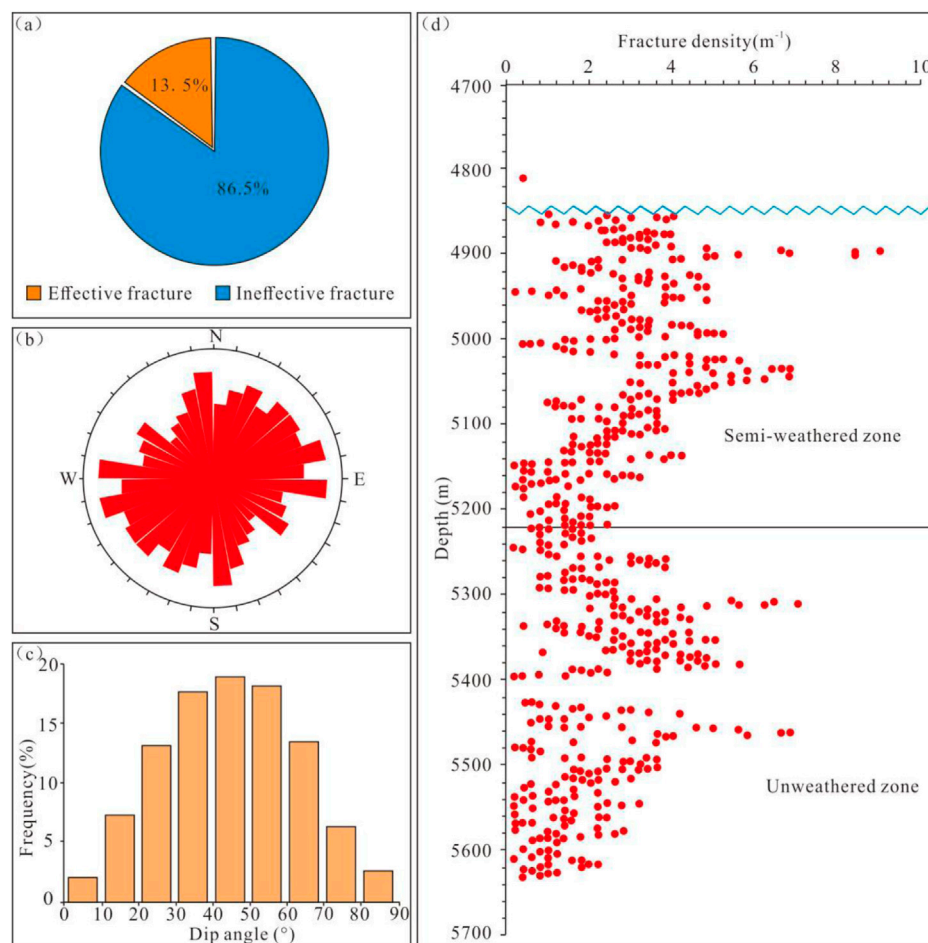 (a)
13. 5%
86.5%
Effective fracture
Ineffective fracture
(b)
N
W
E
S
(c)
20
15
10
5
0
Frequency(%)
0 10 20 30 40 50 60 70 80 90
Dip angle(°)
(d)
Fracture density(m⁻¹)
0 2 4 6 8 10
4700
4800
4900
5000
5100
5200
5300
5400
5500
5600
5700
Depth(m)
Semi-weathered zone
Unweathered zone